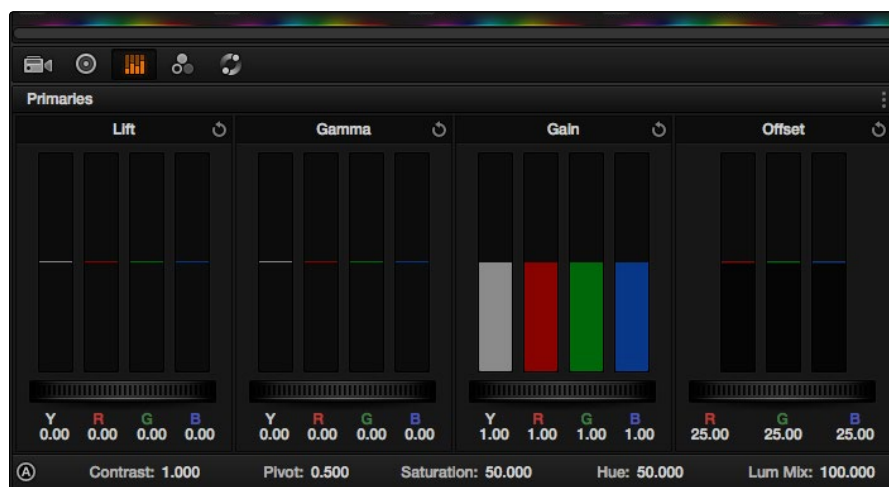 Primaries
Lift Gamma Gain Offset
Y R G B Y R G B Y R G B R G B
0.00 0.00 0.00 0.00 0.00 0.00 0.00 0.00 1.00 1.00 1.00 1.00 25.00 25.00 25.00
A Contrast: 1.000 Pivot: 0.500 Saturation: 50.000 Hue: 50.000 Lum Mix: 100.000